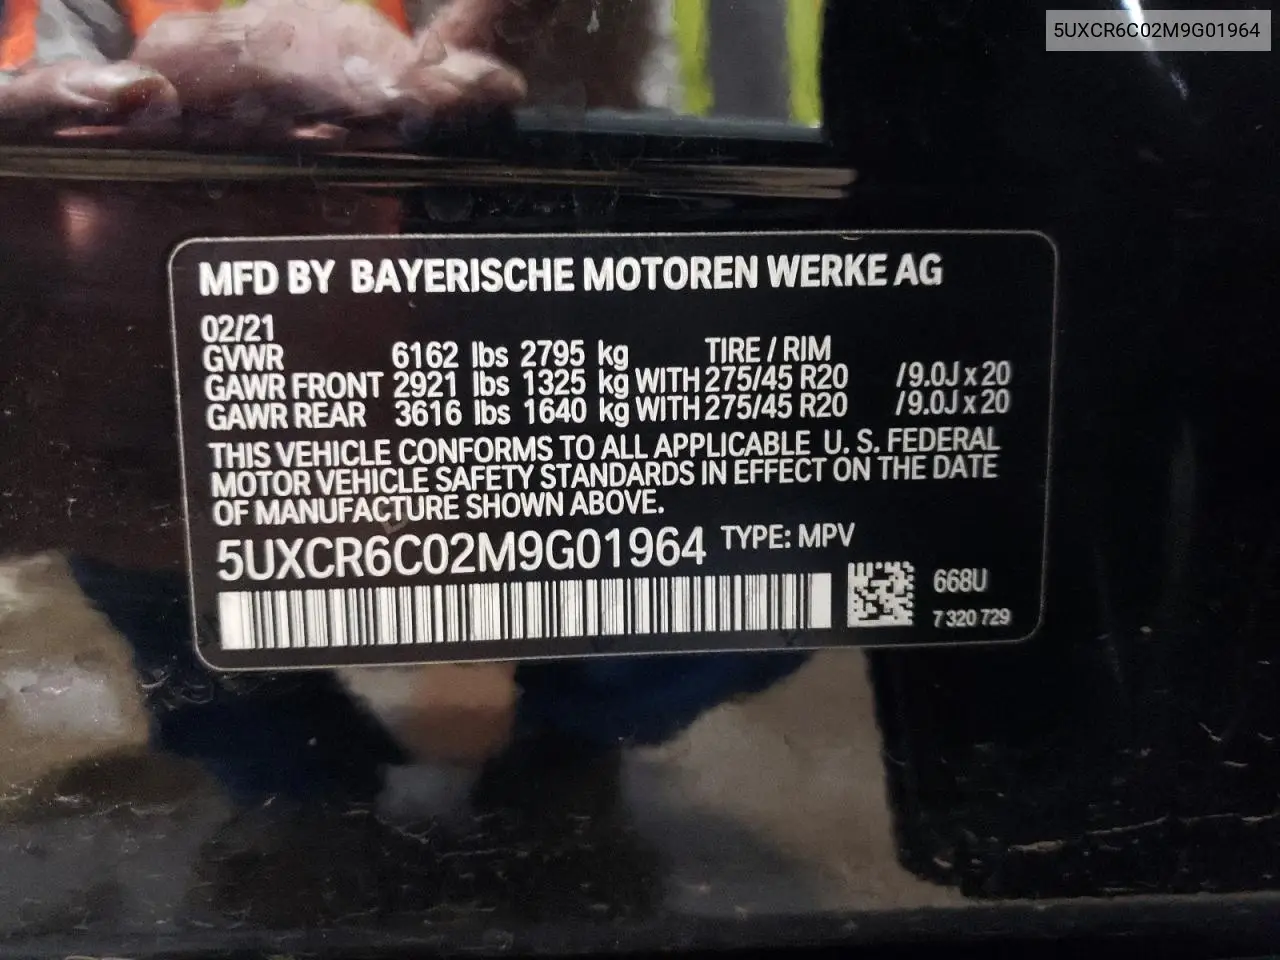 5UXCR6C02M9G01964
MFD BY BAYERISCHE MOTOREN WERKE AG
02/21
GVWR 6162 lbs 2795 kg TIRE / RIM
GAWR FRONT 2921 lbs 1325 kg WITH 275/45 R20 /9.0J x 20
GAWR REAR 3616 lbs 1640 kg WITH 275/45 R20 /9.0J x 20
THIS VEHICLE CONFORMS TO ALL APPLICABLE U. S. FEDERAL
MOTOR VEHICLE SAFETY STANDARDS IN EFFECT ON THE DATE
OF MANUFACTURE SHOWN ABOVE.
5UXCR6C02M9G01964 TYPE: MPV
668U
7 320 729